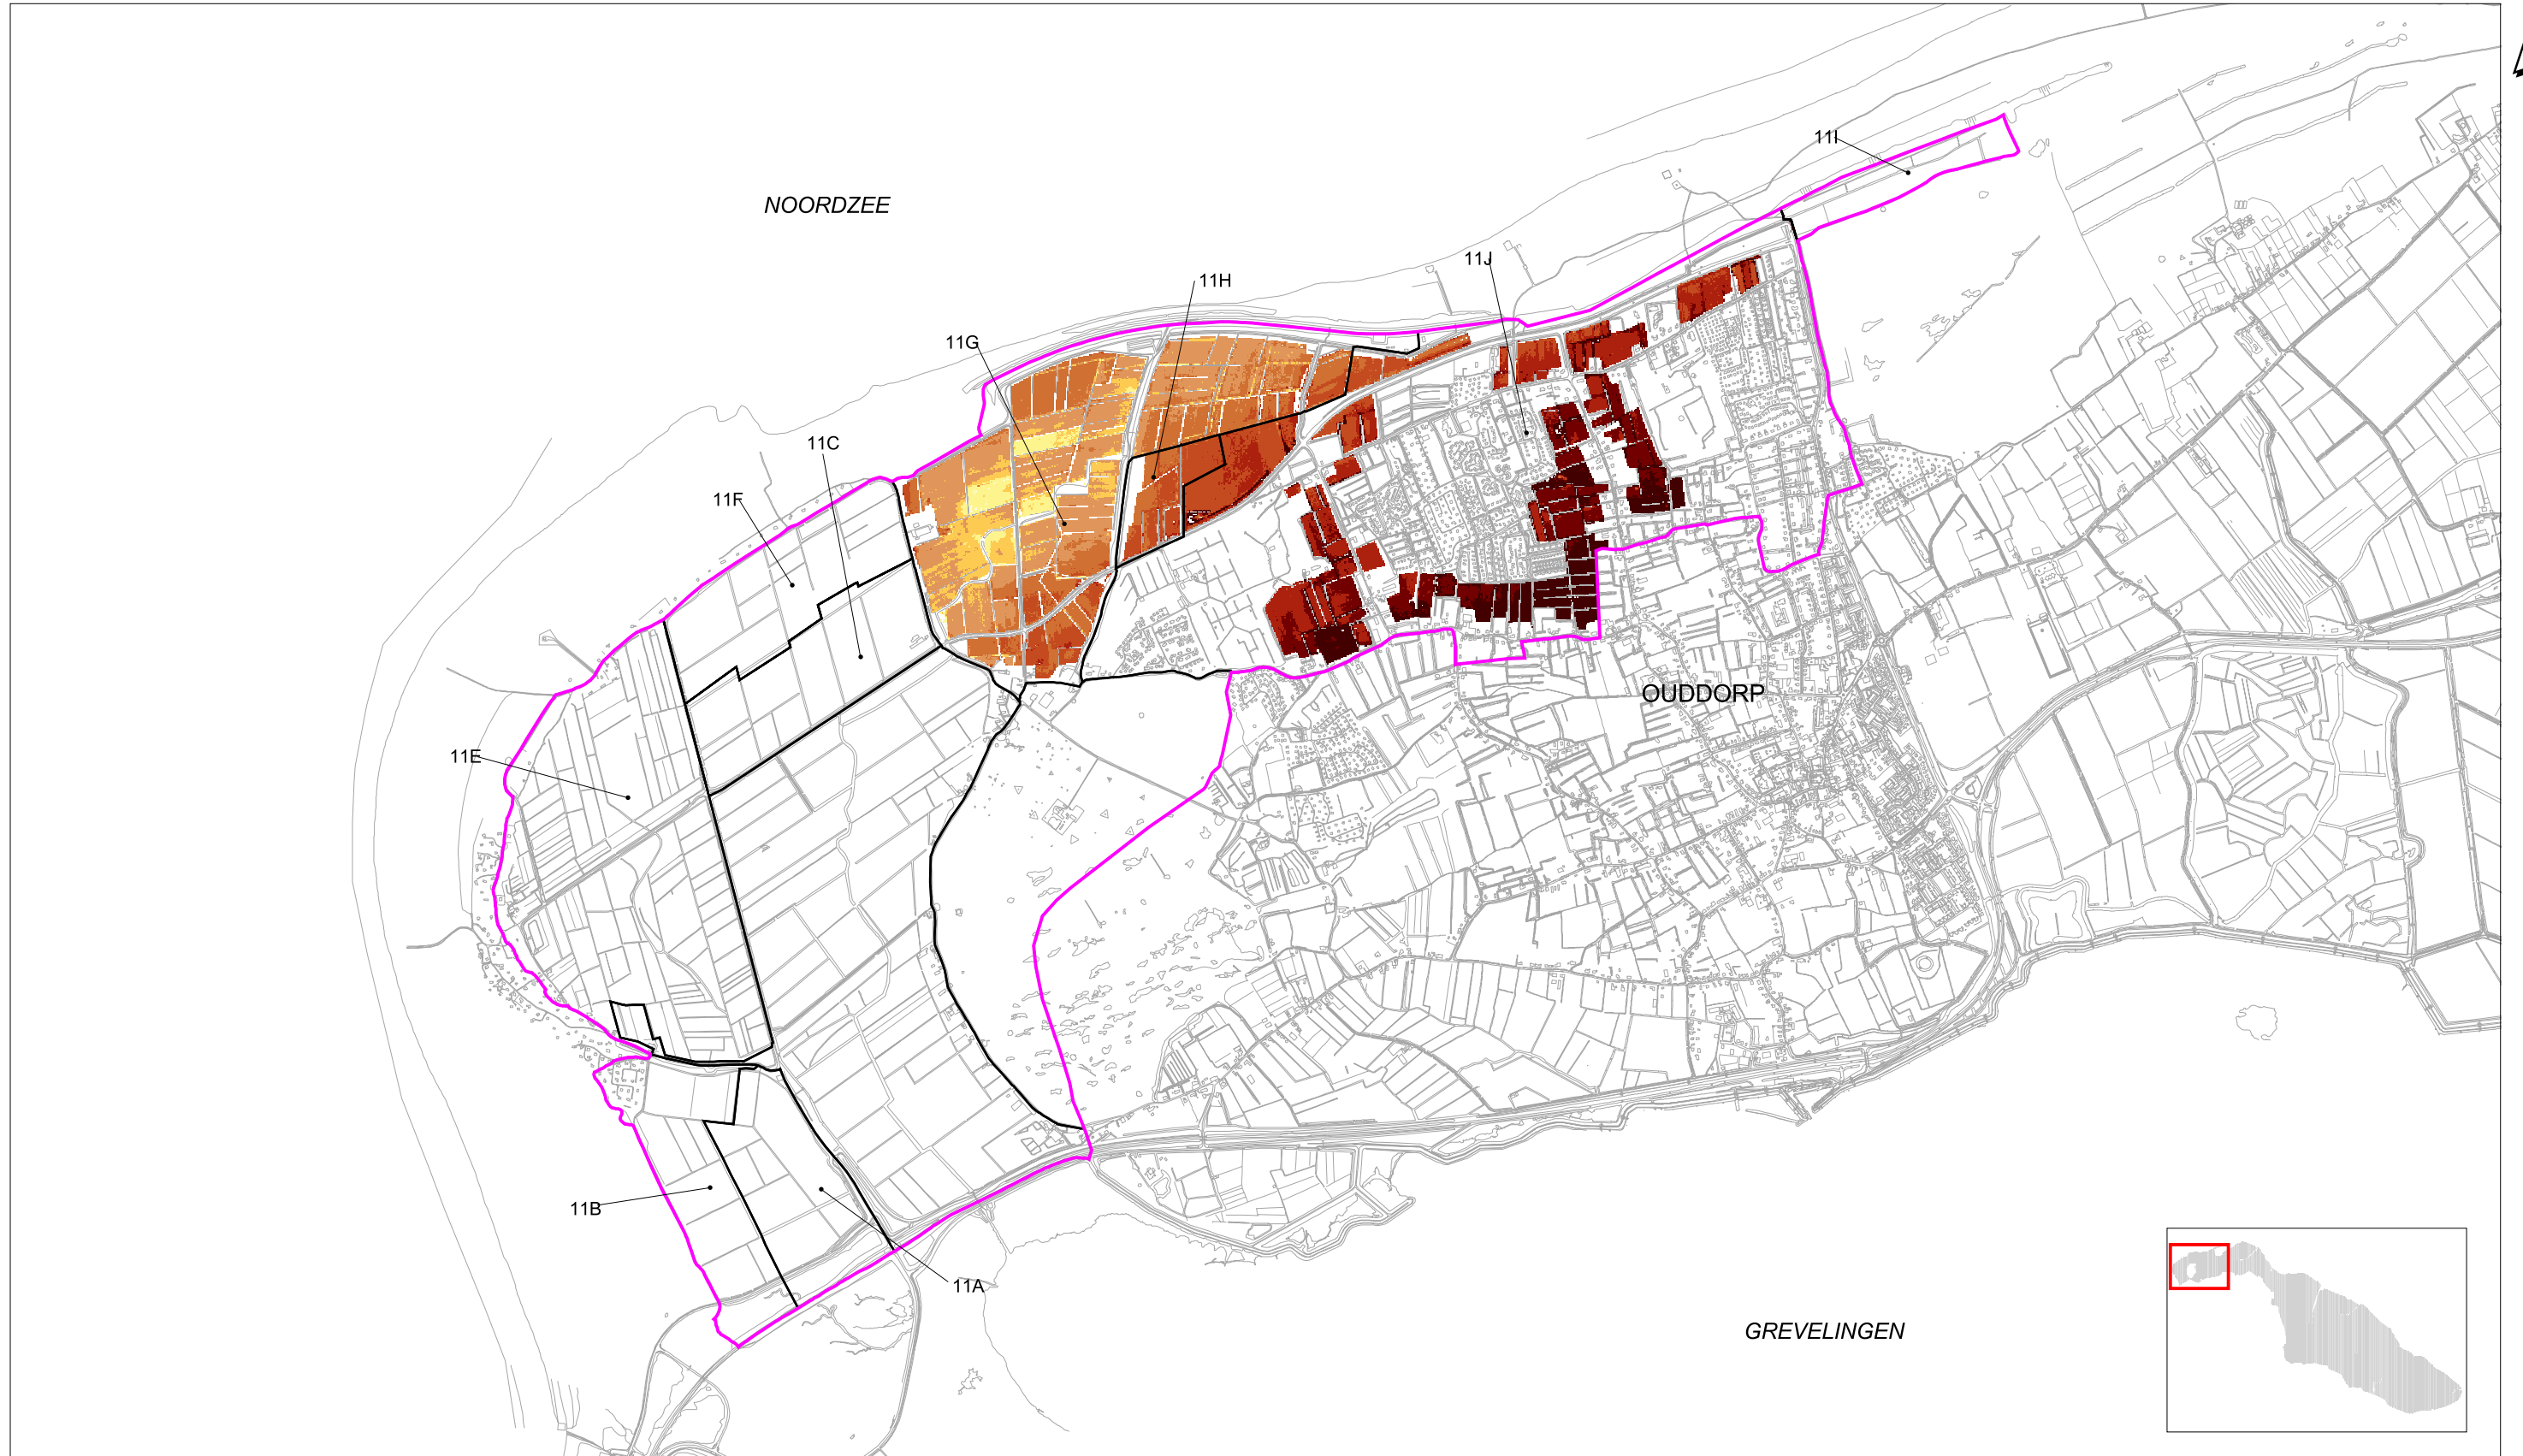 11I
NOORDZEE
11J
11H
11G
11C
11F
OUDDORP
11E
11B
11A
GREVELINGEN